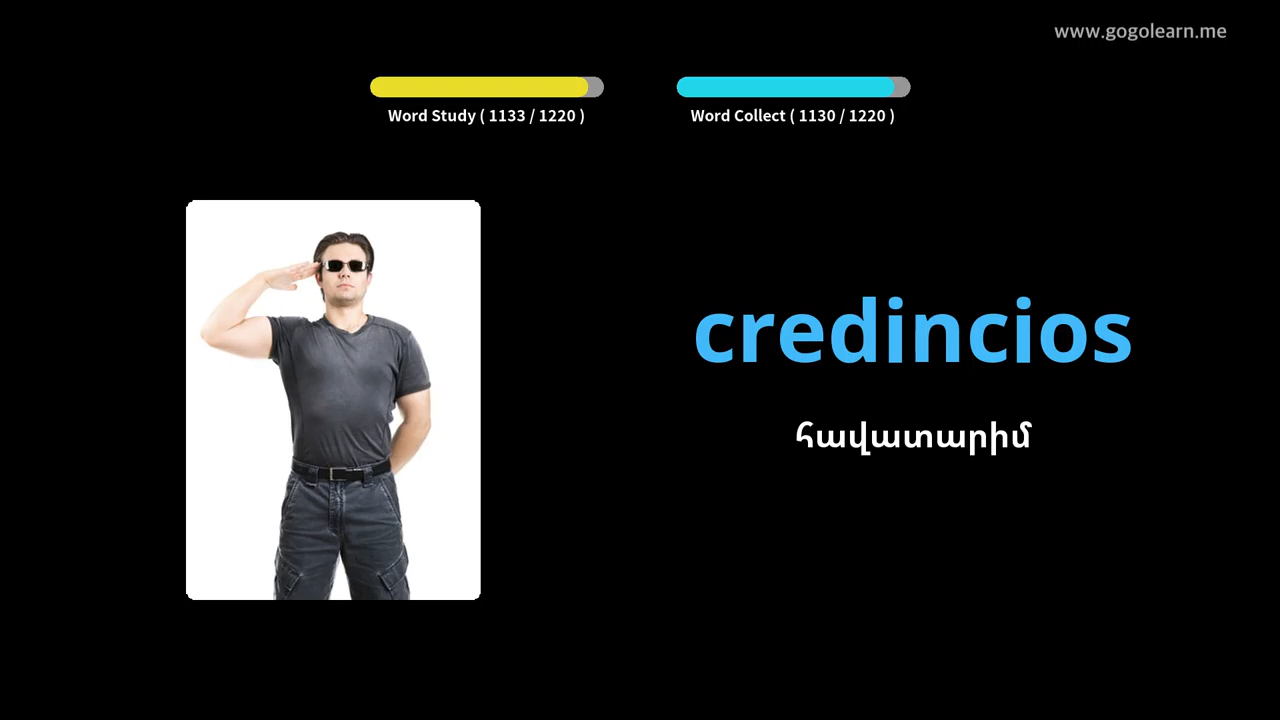 www.gogolearn.me
Word Study ( 1133 / 1220 )
Word Collect ( 1130 / 1220 )
credincios
հավատարիմ